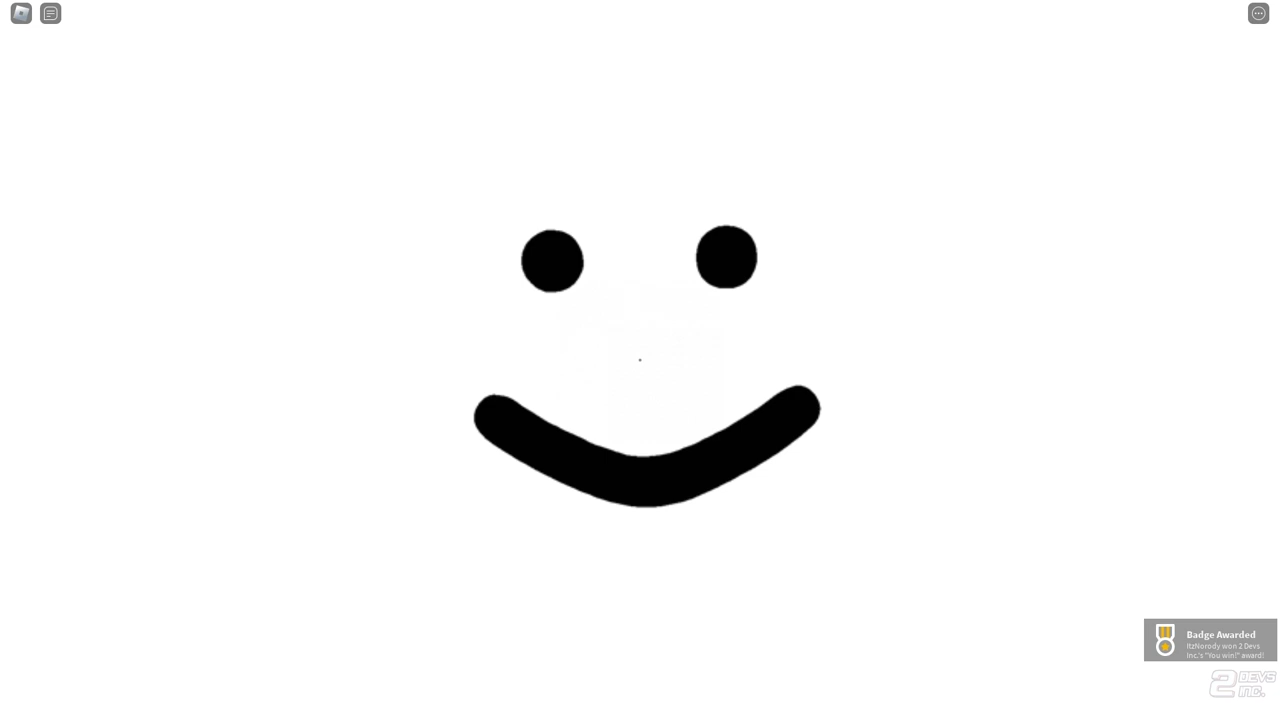 Badge Awarded
ItzNorody won 2 Devs
Inc.'s "You win!" award!
2 DEVS
INC.